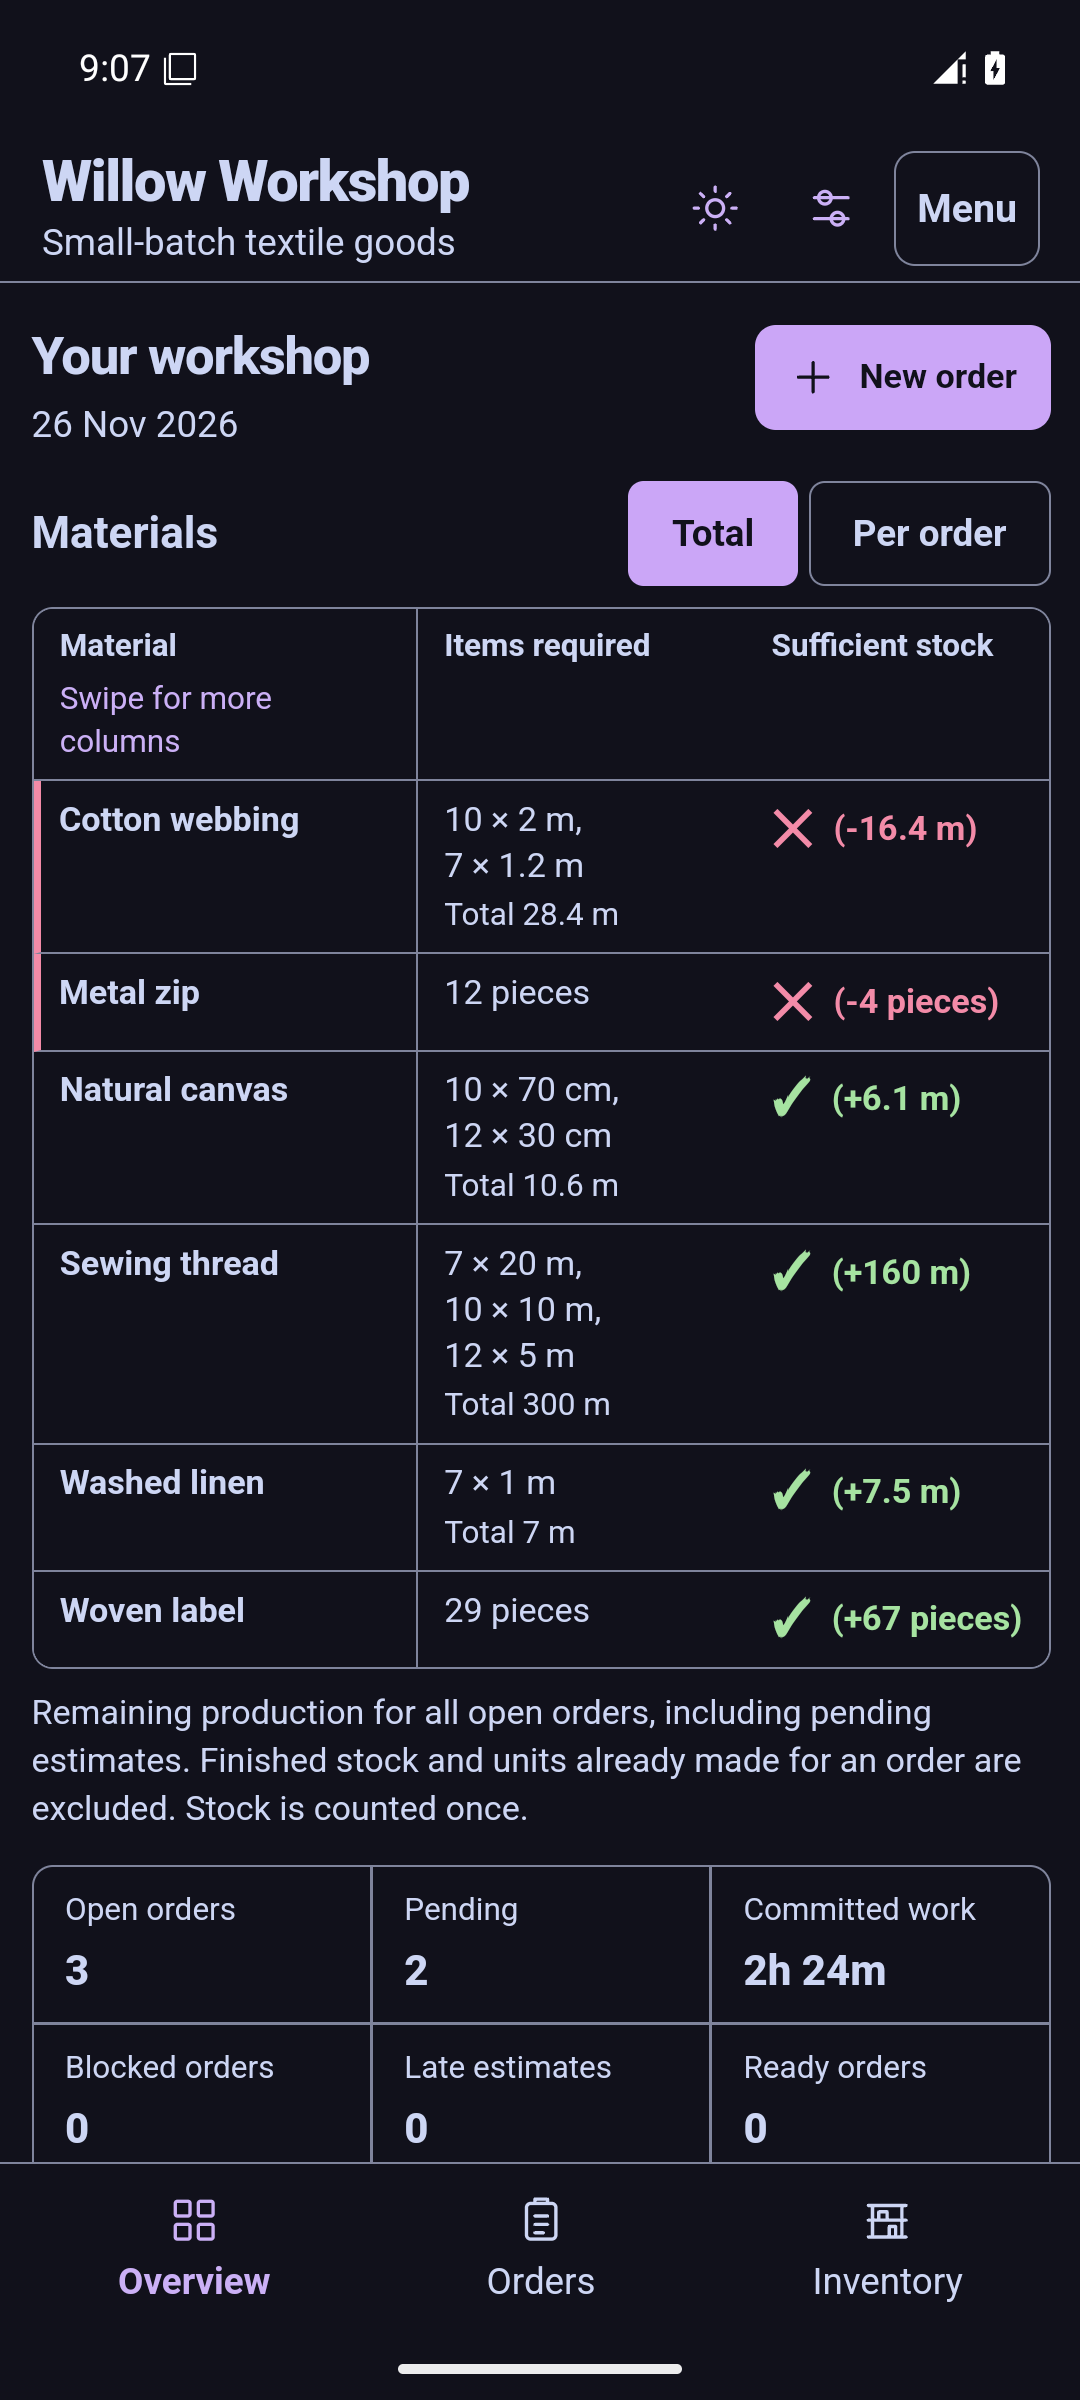 9:07
Willow Workshop
Small-batch textile goods
Menu
Your workshop
26 Nov 2026
New order
Materials
Total
Per order
Material
Swipe for more
columns
Items required
Sufficient stock
Cotton webbing
10 × 2 m,
7 × 1.2 m
Total 28.4 m
(-16.4 m)
Metal zip
12 pieces
(-4 pieces)
Natural canvas
10 × 70 cm,
12 × 30 cm
Total 10.6 m
(+6.1 m)
Sewing thread
7 × 20 m,
10 × 10 m,
12 × 5 m
Total 300 m
(+160 m)
Washed linen
7 × 1 m
Total 7 m
(+7.5 m)
Woven label
29 pieces
(+67 pieces)
Remaining production for all open orders, including pending
estimates. Finished stock and units already made for an order are
excluded. Stock is counted once.
Open orders
3
Pending
2
Committed work
2h 24m
Blocked orders
0
Late estimates
0
Ready orders
0
Overview
Orders
Inventory